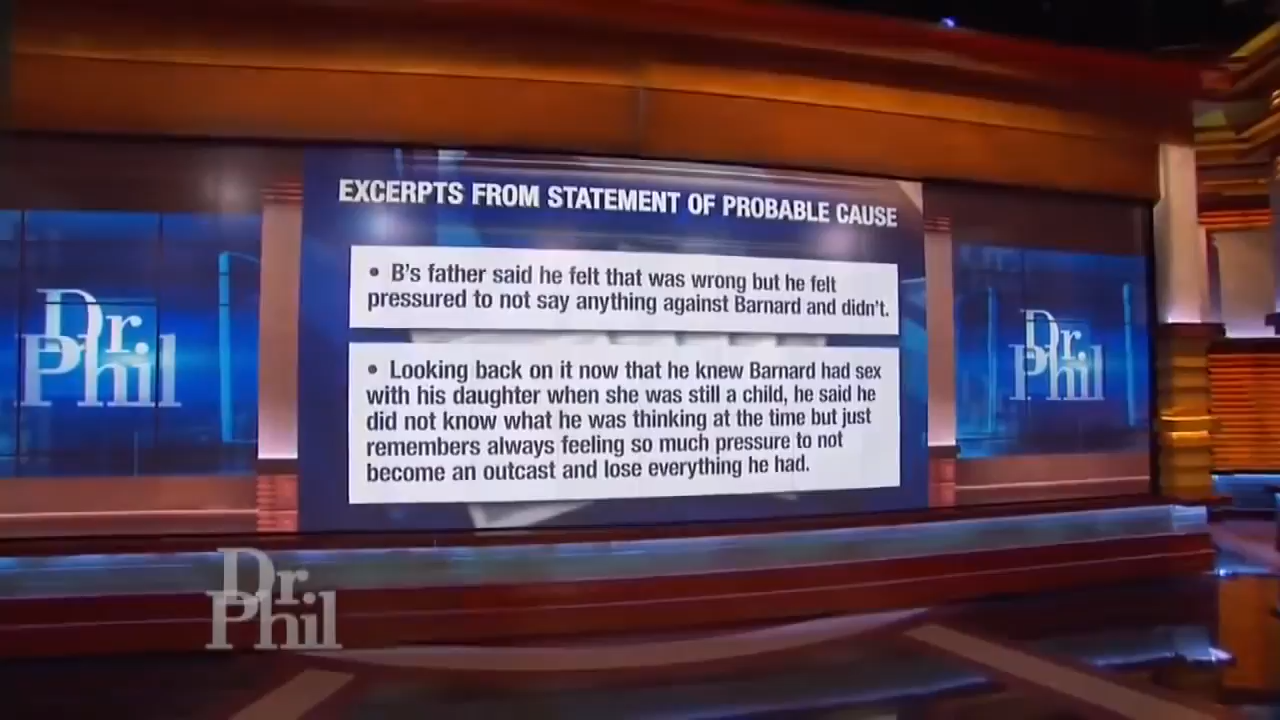 EXCERPTS FROM STATEMENT OF PROBABLE CAUSE
• B's father said he felt that was wrong but he felt
pressured to not say anything against Barnard and didn't.
• Looking back on it now that he knew Barnard had sex
with his daughter when she was still a child, he said he
did not know what he was thinking at the time but just
remembers always feeling so much pressure to not
become an outcast and lose everything he had.
Dr.
Phil
Dr.
Phil
Dr.
Phil